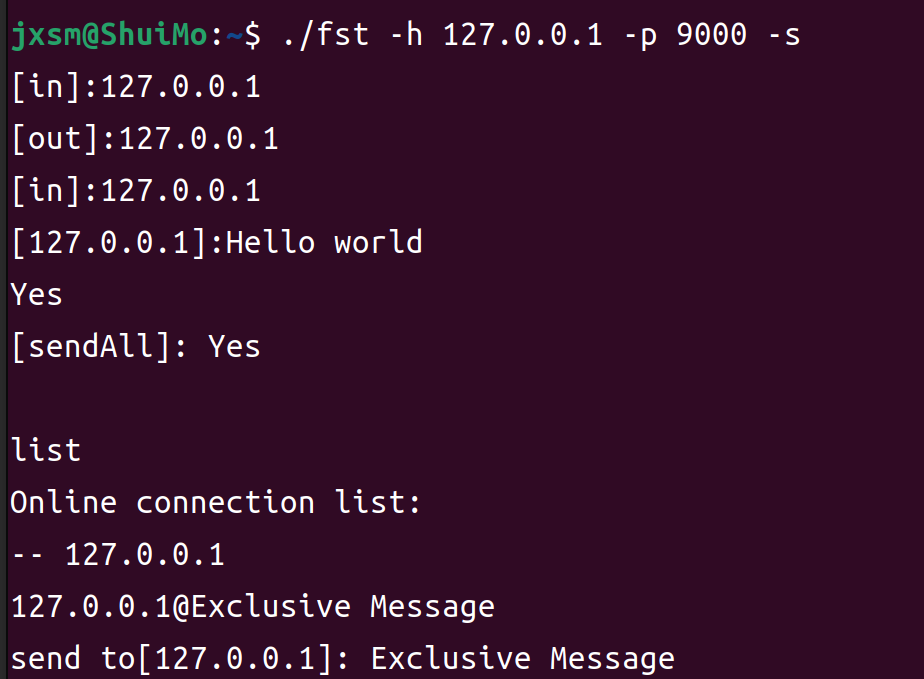 jxsm@ShuiMo:~$ ./fst -h 127.0.0.1 -p 9000 -s
[in]:127.0.0.1
[out]:127.0.0.1
[in]:127.0.0.1
[127.0.0.1]:Hello world
Yes
[sendAll]: Yes
list
Online connection list:
-- 127.0.0.1
127.0.0.1@Exclusive Message
send to[127.0.0.1]: Exclusive Message